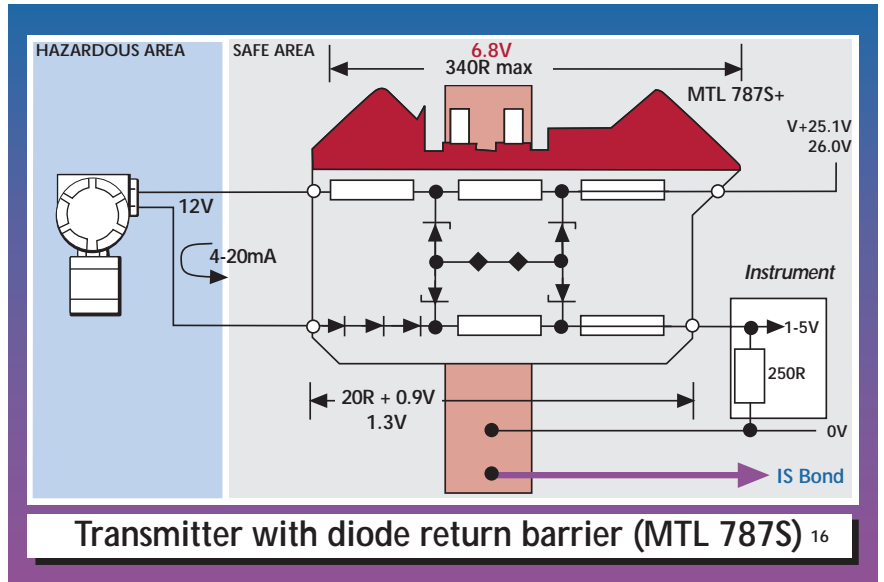 HAZARDOUS AREA
SAFE AREA
6.8V
340R max
MTL 787S+
V+25.1V
26.0V
12V
4-20mA
Instrument
1-5V
250R
20R + 0.9V
1.3V
0V
IS Bond
Transmitter with diode return barrier (MTL 787S) 16